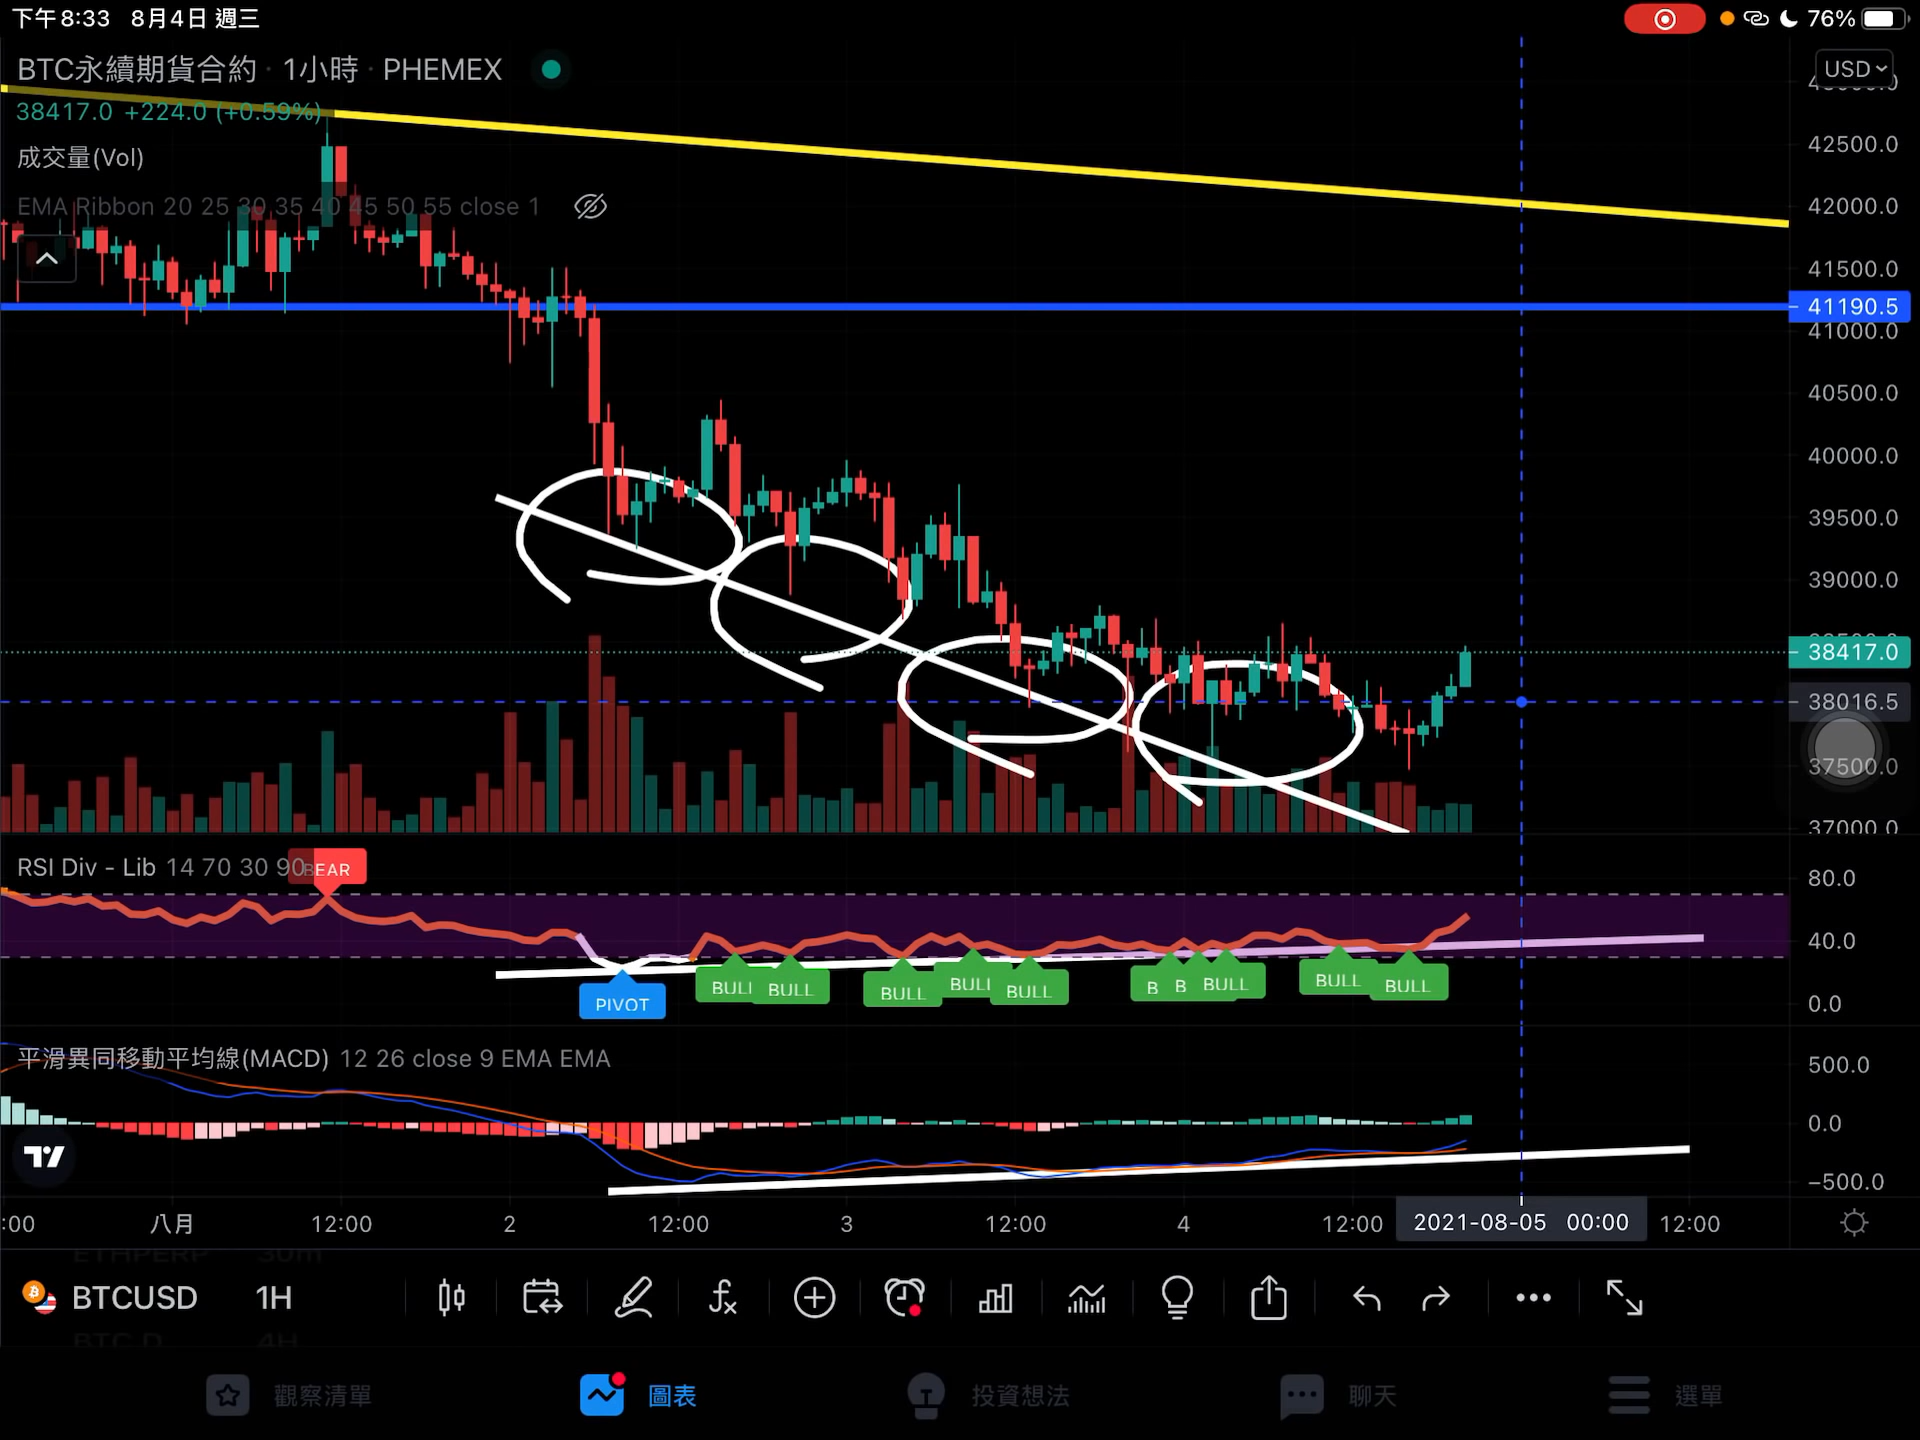 下午8:33 8月4日 週三
76%
BTC永續期貨合約 · 1小時 · PHEMEX
USD
38417.0 +224.0 (+0.59%)
成交量(Vol)
EMA Ribbon 20 25 30 35 40 45 50 55 close 1
42500.0
42000.0
41500.0
41190.5
41000.0
40500.0
40000.0
39500.0
39000.0
38417.0
38016.5
37500.0
37000.0
RSI Div - Lib 14 70 30 90
BEAR
80.0
40.0
0.0
PIVOT
BULL
BULL
BULL
BULL
BULL
B
B
BULL
BULL
BULL
平滑異同移動平均線(MACD) 12 26 close 9 EMA EMA
500.0
0.0
−500.0
:00 八月 12:00 2 12:00 3 12:00 4 12:00 2021-08-05 00:00 12:00
ETHPERP 30m
BTCUSD 1H
BTC.D 4H
觀察清單 圖表 投資想法 聊天 選單